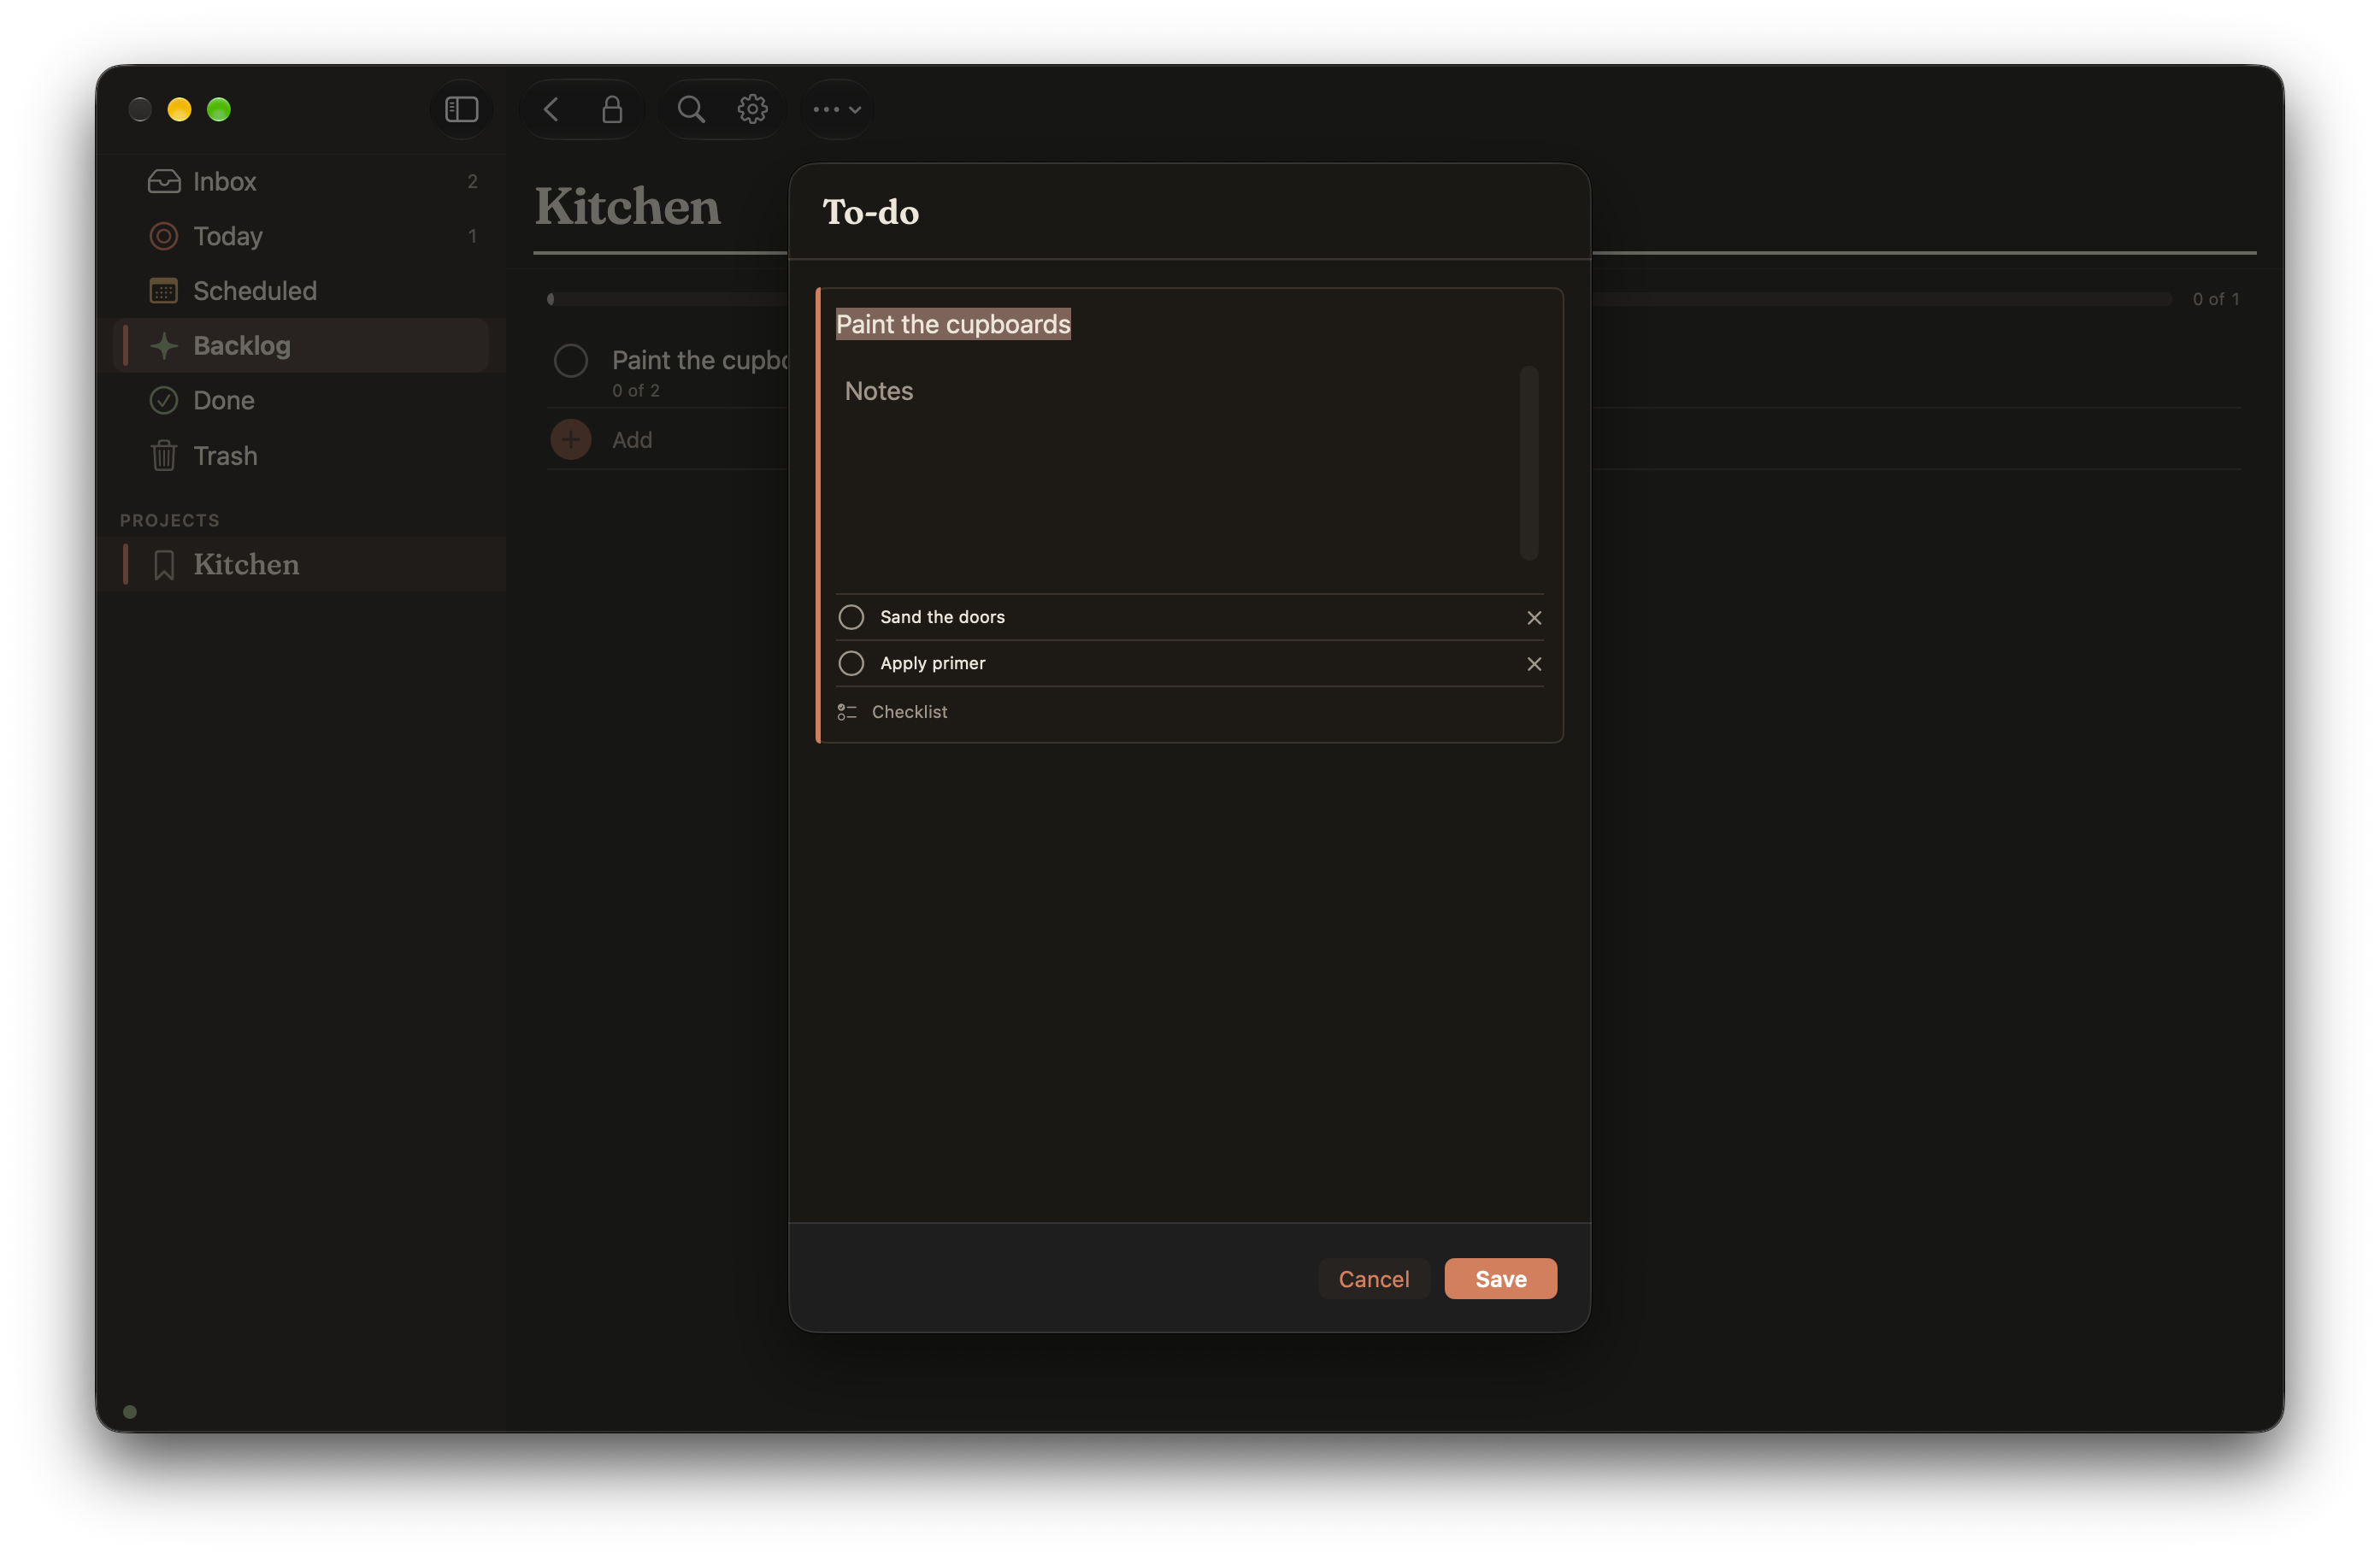 Inbox 2
Today 1
Scheduled
Backlog
Done
Trash
PROJECTS
Kitchen
Kitchen
0 of 1
Paint the cupbo
0 of 2
Add
To-do
Paint the cupboards
Notes
Sand the doors
Apply primer
Checklist
Cancel Save